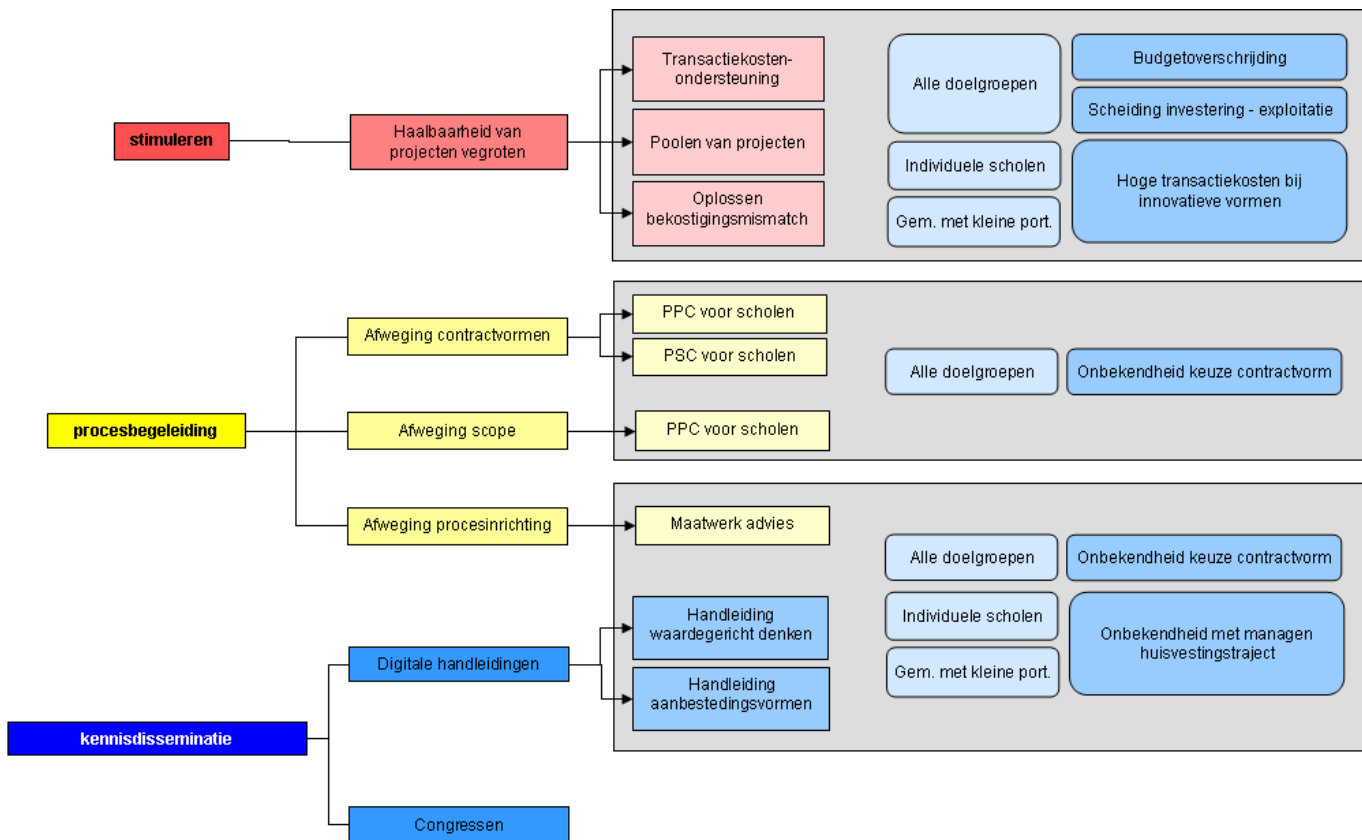 stimuleren
Haalbaarheid van
projecten vegroten
Transactiekosten-
ondersteuning
Poolen van projecten
Oplossen
bekostigingsmismatch
Alle doelgroepen
Individuele scholen
Gem. met kleine port.
Budgetoverschrijding
Scheiding investering - exploitatie
Hoge transactiekosten bij
innovatieve vormen
procesbegeleiding
Afweging contractvormen
PPC voor scholen
PSC voor scholen
Afweging scope
PPC voor scholen
Alle doelgroepen
Onbekendheid keuze contractvorm
Afweging procesinrichting
Maatwerk advies
kennisdisseminatie
Digitale handleidingen
Handleiding
waardegericht denken
Handleiding
aanbestedingsvormen
Congressen
Alle doelgroepen
Individuele scholen
Gem. met kleine port.
Onbekendheid keuze contractvorm
Onbekendheid met managen
huisvestingstraject